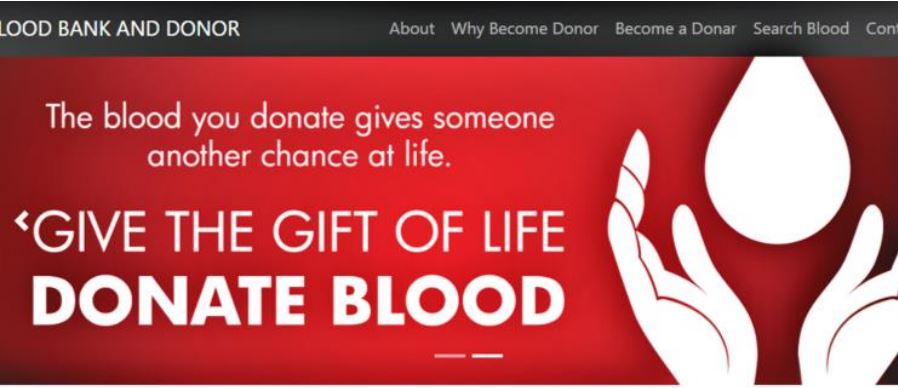 LOOD BANK AND DONOR About Why Become Donor Become a Donar Search Blood Cont
The blood you donate gives someone
another chance at life.
GIVE THE GIFT OF LIFE
DONATE BLOOD